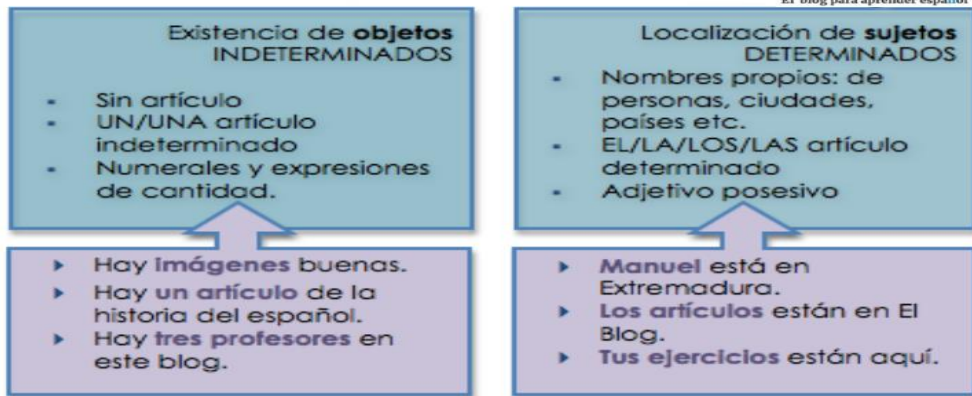 El blog para aprender español
Existencia de objetos
INDETERMINADOS
▪ Sin artículo
▪ UN/UNA artículo
indeterminado
▪ Numerales y expresiones
de cantidad.
Localización de sujetos
DETERMINADOS
▪ Nombres propios: de
personas, ciudades,
países etc.
▪ EL/LA/LOS/LAS artículo
determinado
▪ Adjetivo posesivo
▸ Hay imágenes buenas.
▸ Hay un artículo de la
historia del español.
▸ Hay tres profesores en
este blog.
▸ Manuel está en
Extremadura.
▸ Los artículos están en El
Blog.
▸ Tus ejercicios están aquí.